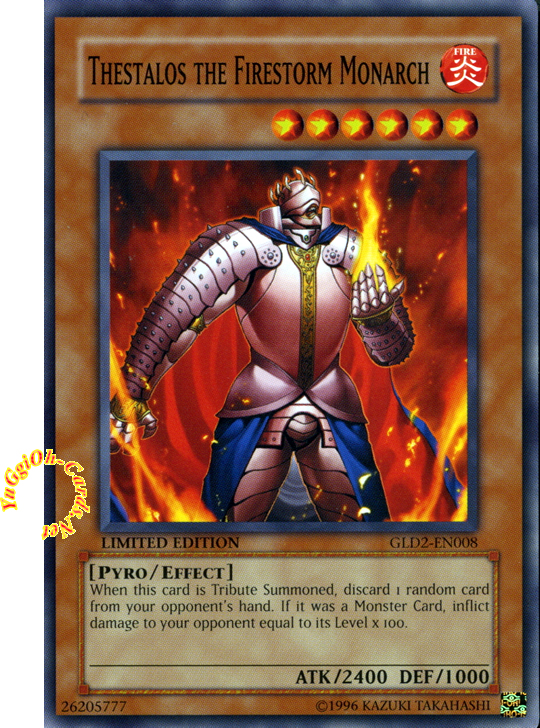 THESTALOS THE FIRESTORM MONARCH
FIRE
炎
YuGgiOh-Cards.Net
LIMITED EDITION GLD2-EN008
[PYRO/EFFECT]
When this card is Tribute Summoned, discard 1 random card
from your opponent's hand. If it was a Monster Card, inflict
damage to your opponent equal to its Level x 100.
ATK/2400 DEF/1000
26205777 ©1996 KAZUKI TAKAHASHI